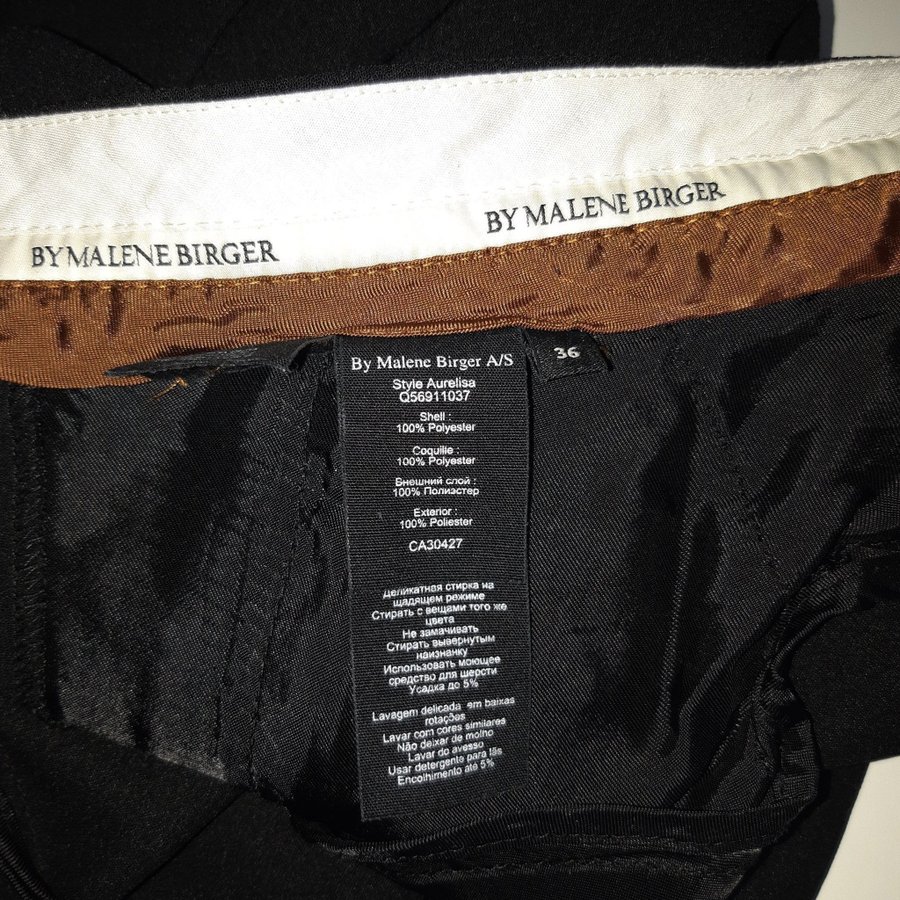 BY MALENE BIRGER
BY MALENE BIRGER
By Malene Birger A/S
36
Style Aurelisa
Q56911037
Shell :
100% Polyester
Coquille :
100% Polyester
Внешний слой :
100% Полиэстер
Exterior :
100% Poliester
CA30427
Деликатная стирка на
щадящем режиме
Стирать с вещами того же
цвета
Не замачивать
Стирать вывернутым
наизнанку
Использовать моющее
средство для шерсти
Усадка до 5%
Lavagem delicada em baixas
rotações
Lavar com cores similares
Não deixar de molho
Lavar do avesso
Usar detergente para lãs
Encolhimento até 5%